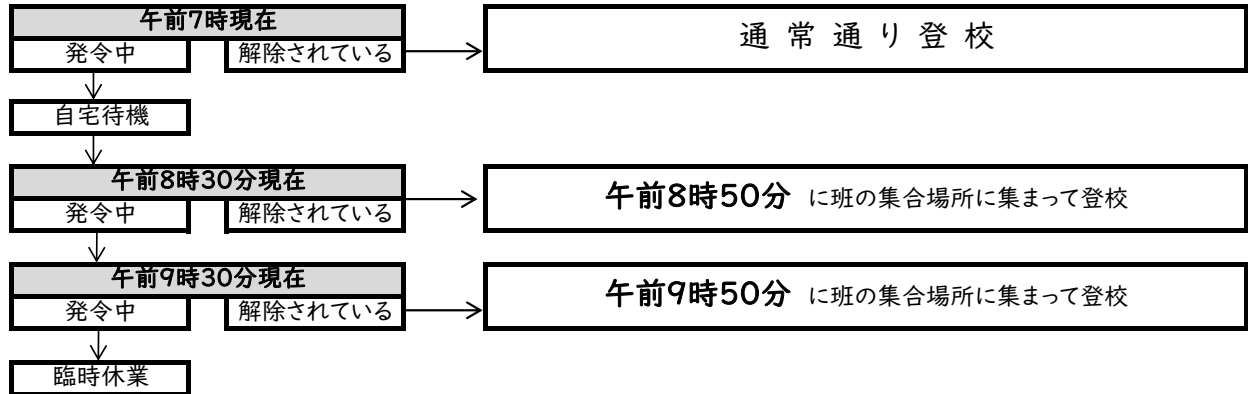 午前7時現在
発令中
解除されている
通常通り登校
自宅待機
午前8時30分現在
発令中
解除されている
午前8時50分 に班の集合場所に集まって登校
午前9時30分現在
発令中
解除されている
午前9時50分 に班の集合場所に集まって登校
臨時休業